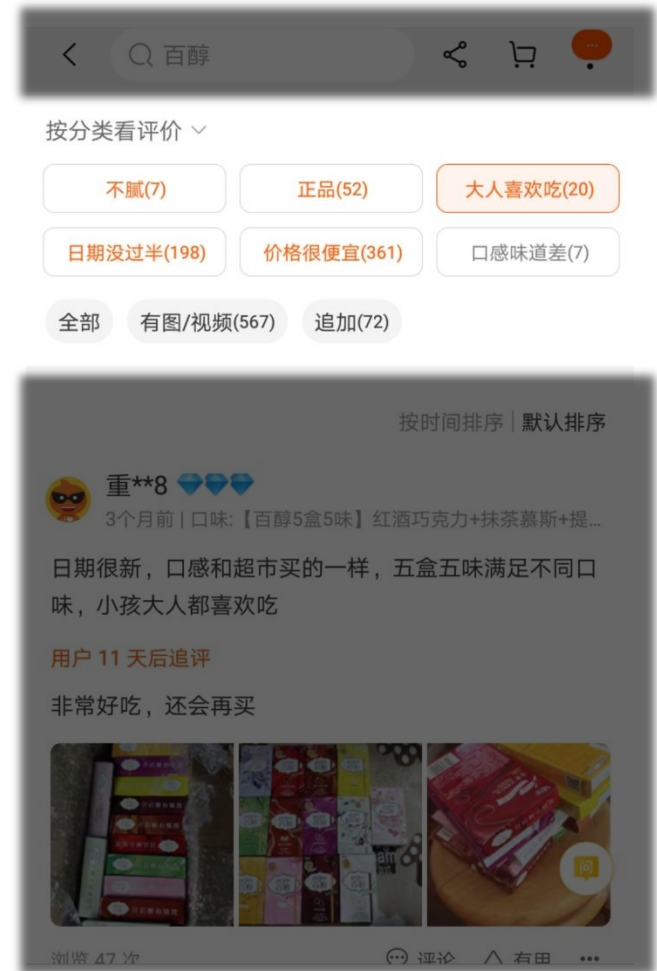 百醇
按分类看评价
不腻(7)
正品(52)
大人喜欢吃(20)
日期没过半(198)
价格很便宜(361)
口感味道差(7)
全部
有图/视频(567)
追加(72)
按时间排序|默认排序
重**8
3个月前 | 口味:【百醇5盒5味】红酒巧克力+抹茶慕斯+提...
日期很新，口感和超市买的一样，五盒五味满足不同口
味，小孩大人都喜欢吃
用户 11 天后追评
非常好吃，还会再买
浏览 47 次
评论
有用